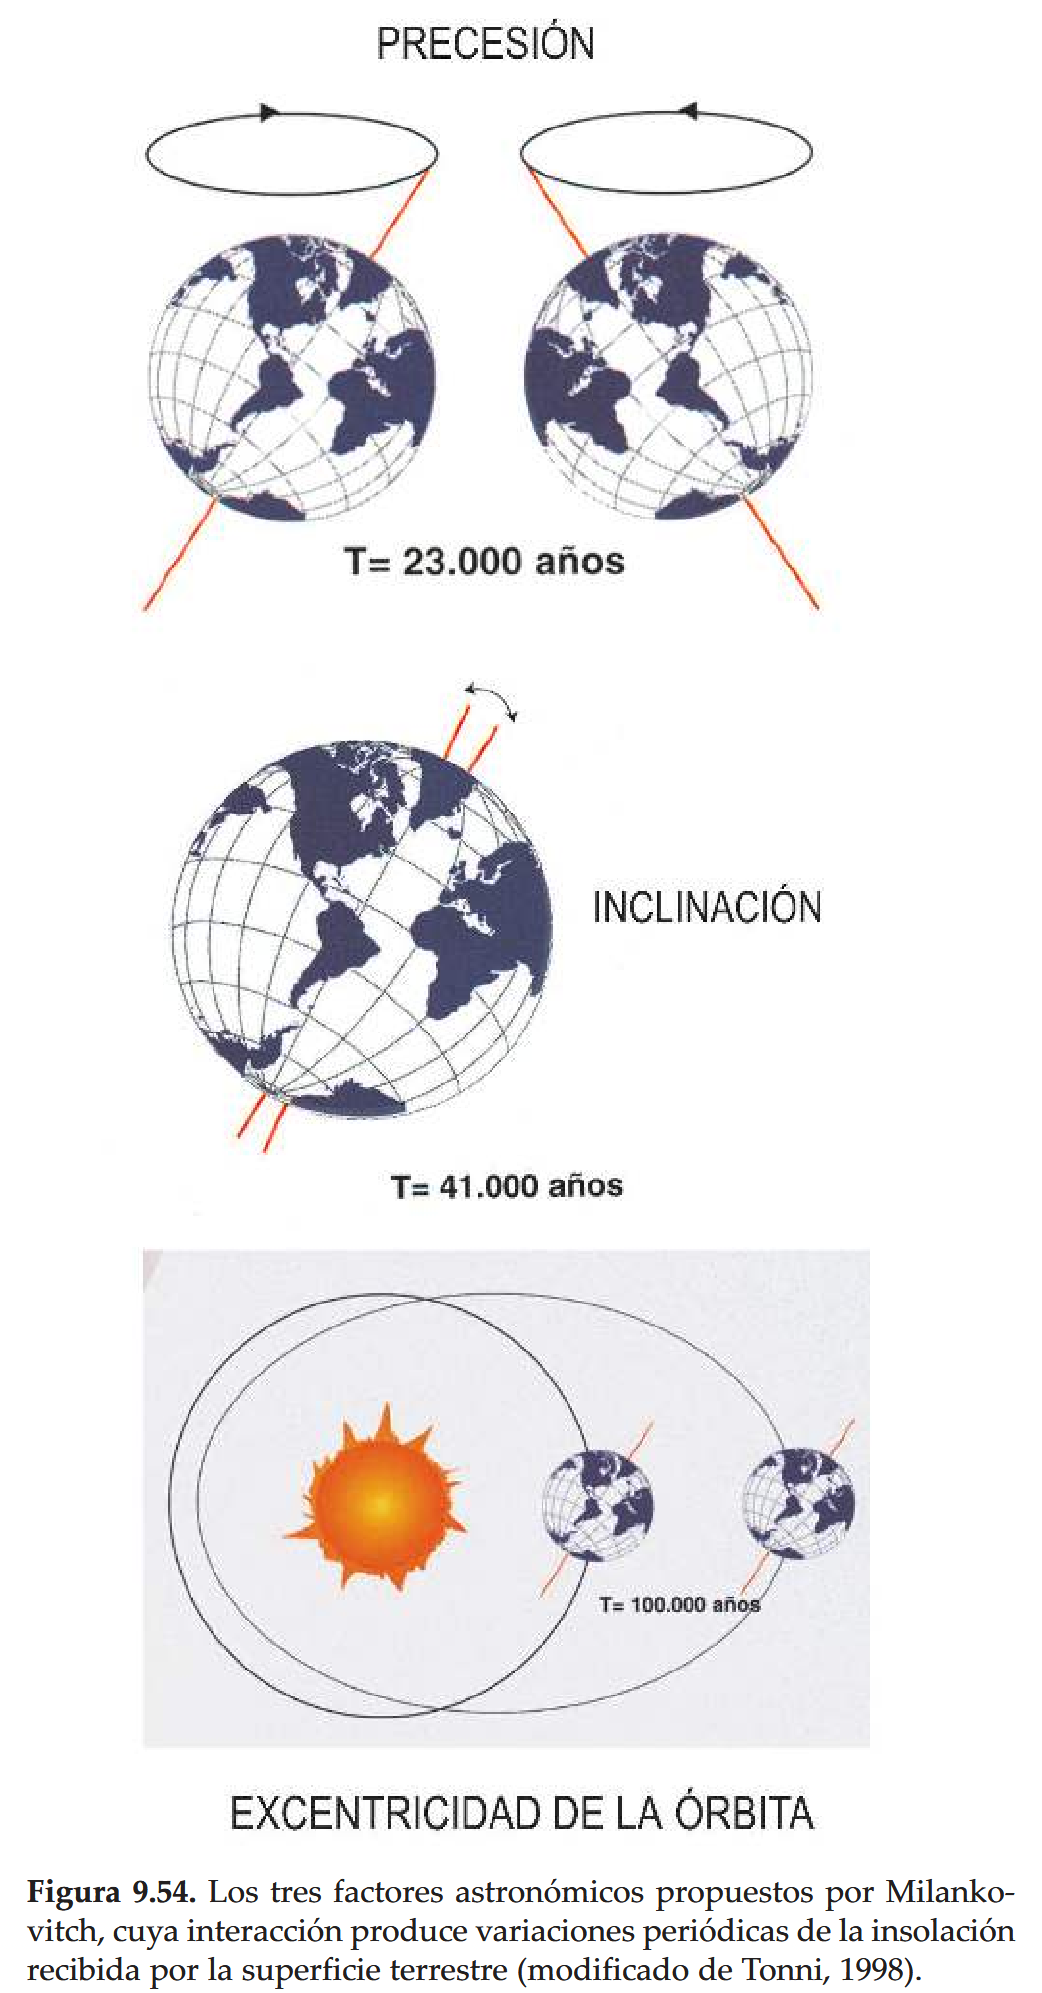 PRECESIÓN
T= 23.000 años
INCLINACIÓN
T= 41.000 años
T= 100.000 años
EXCENTRICIDAD DE LA ÓRBITA
Figura 9.54. Los tres factores astronómicos propuestos por Milanko-
vitch, cuya interacción produce variaciones periódicas de la insolación
recibida por la superficie terrestre (modificado de Tonni, 1998).